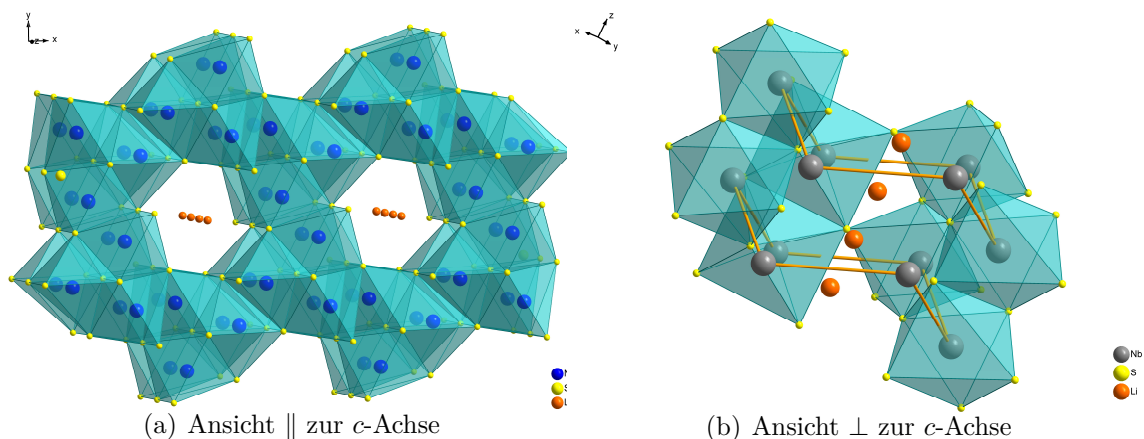 y
z x
N
S
L
(a) Ansicht ∥ zur c-Achse
z
x
y
Nb
S
Li
(b) Ansicht ⊥ zur c-Achse